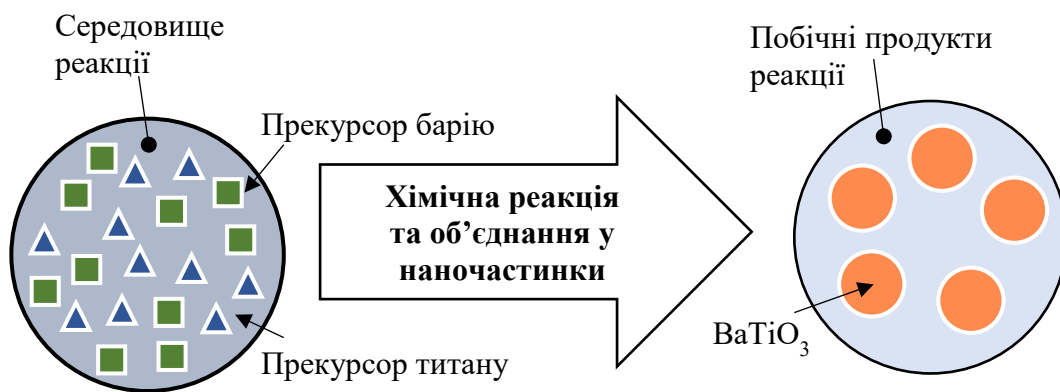 Середовище
реакції
Прекурсор барію
Прекурсор титану
Хімічна реакція
та об’єднання у
наночастинки
Побічні продукти
реакції
BaTiO₃